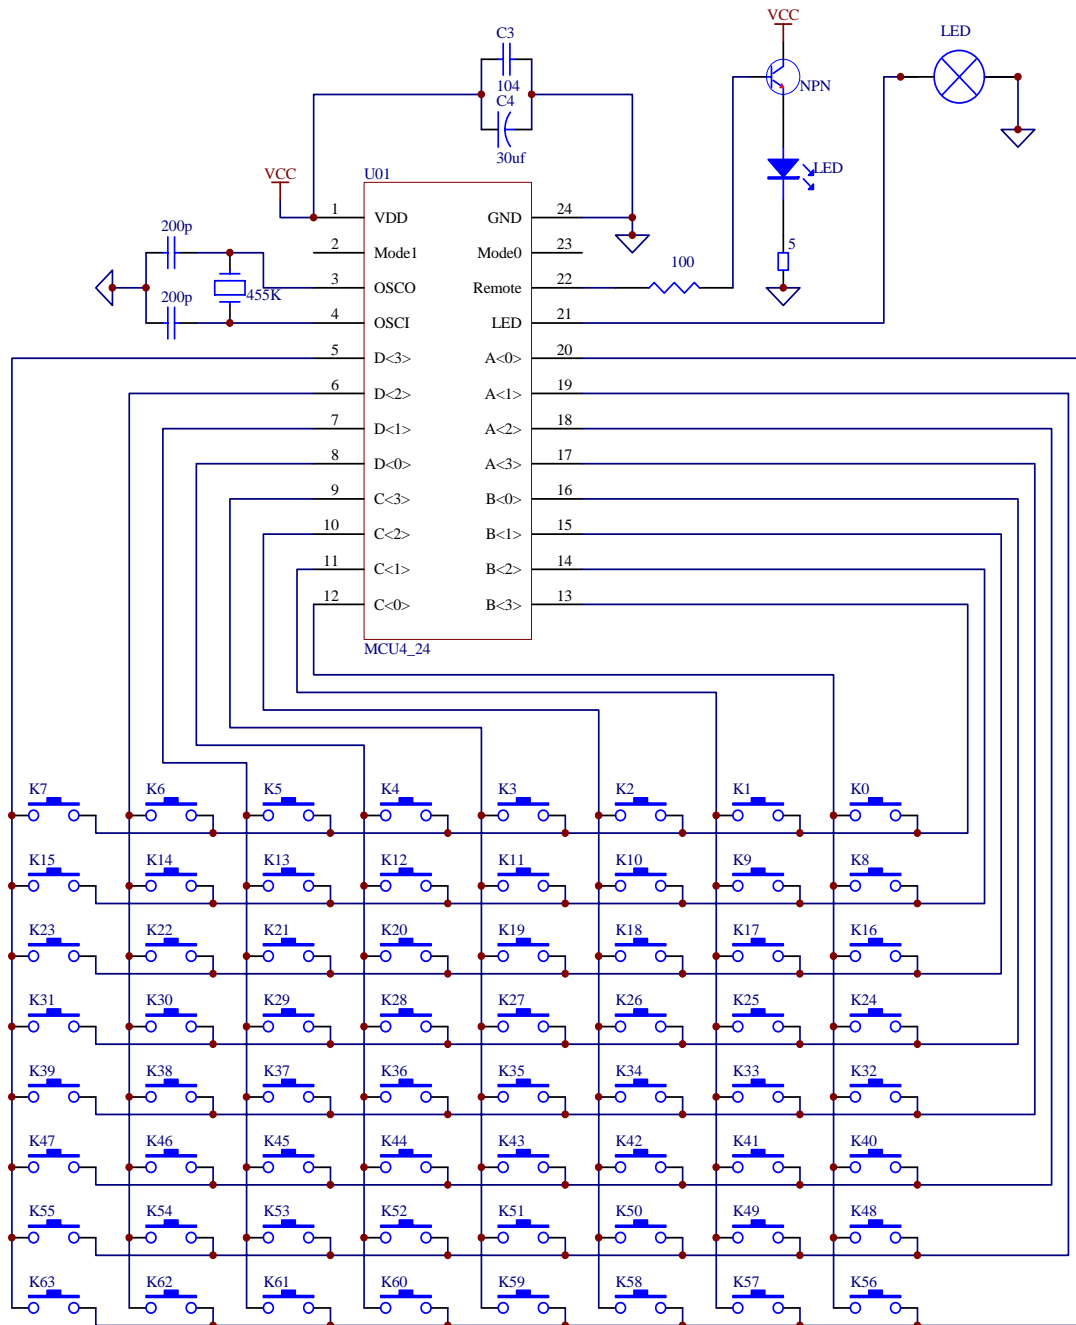 VCC
LED
C3
104
C4
30uf
NPN
LED
5
VCC
U01
1 VDD GND 24
2 Mode1 Mode0 23
3 OSCO Remote 22
4 OSCI LED 21
5 D<3> A<0> 20
6 D<2> A<1> 19
7 D<1> A<2> 18
8 D<0> A<3> 17
9 C<3> B<0> 16
10 C<2> B<1> 15
11 C<1> B<2> 14
12 C<0> B<3> 13
MCU4_24
200p
455K
200p
100
K7 K6 K5 K4 K3 K2 K1 K0
K15 K14 K13 K12 K11 K10 K9 K8
K23 K22 K21 K20 K19 K18 K17 K16
K31 K30 K29 K28 K27 K26 K25 K24
K39 K38 K37 K36 K35 K34 K33 K32
K47 K46 K45 K44 K43 K42 K41 K40
K55 K54 K53 K52 K51 K50 K49 K48
K63 K62 K61 K60 K59 K58 K57 K56